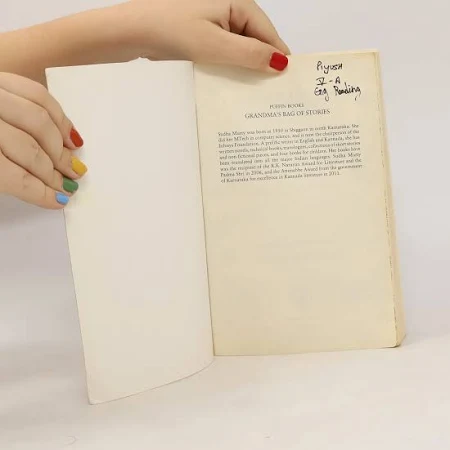 Piyush
V-A
Eng Reading
PUFFIN BOOKS
GRANDMA'S BAG OF STORIES
Sudha Murty was born in 1950 in Shiggaon in north Karnataka. She
did her MTech in computer science, and is now the chairperson of the
Infosys Foundation. A prolific writer in English and Kannada, she has
written novels, technical books, travelogues, collections of short stories
and non-fictional pieces, and four books for children. Her books have
been translated into all the major Indian languages. Sudha Murty
was the recipient of the R.K. Narayan Award for Literature and the
Padma Shri in 2006, and the Attimabbe Award from the government
of Karnataka for excellence in Kannada literature in 2011.